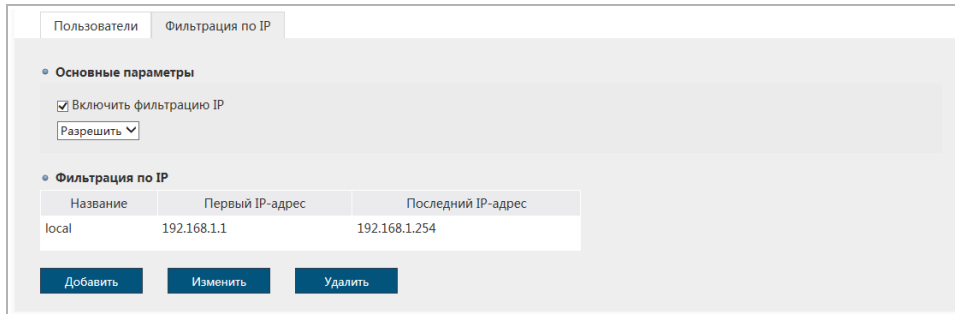 Пользователи Фильтрация по IP
Основные параметры
Включить фильтрацию IP
Разрешить
Фильтрация по IP
Название Первый IP-адрес Последний IP-адрес
local 192.168.1.1 192.168.1.254
Добавить Изменить Удалить